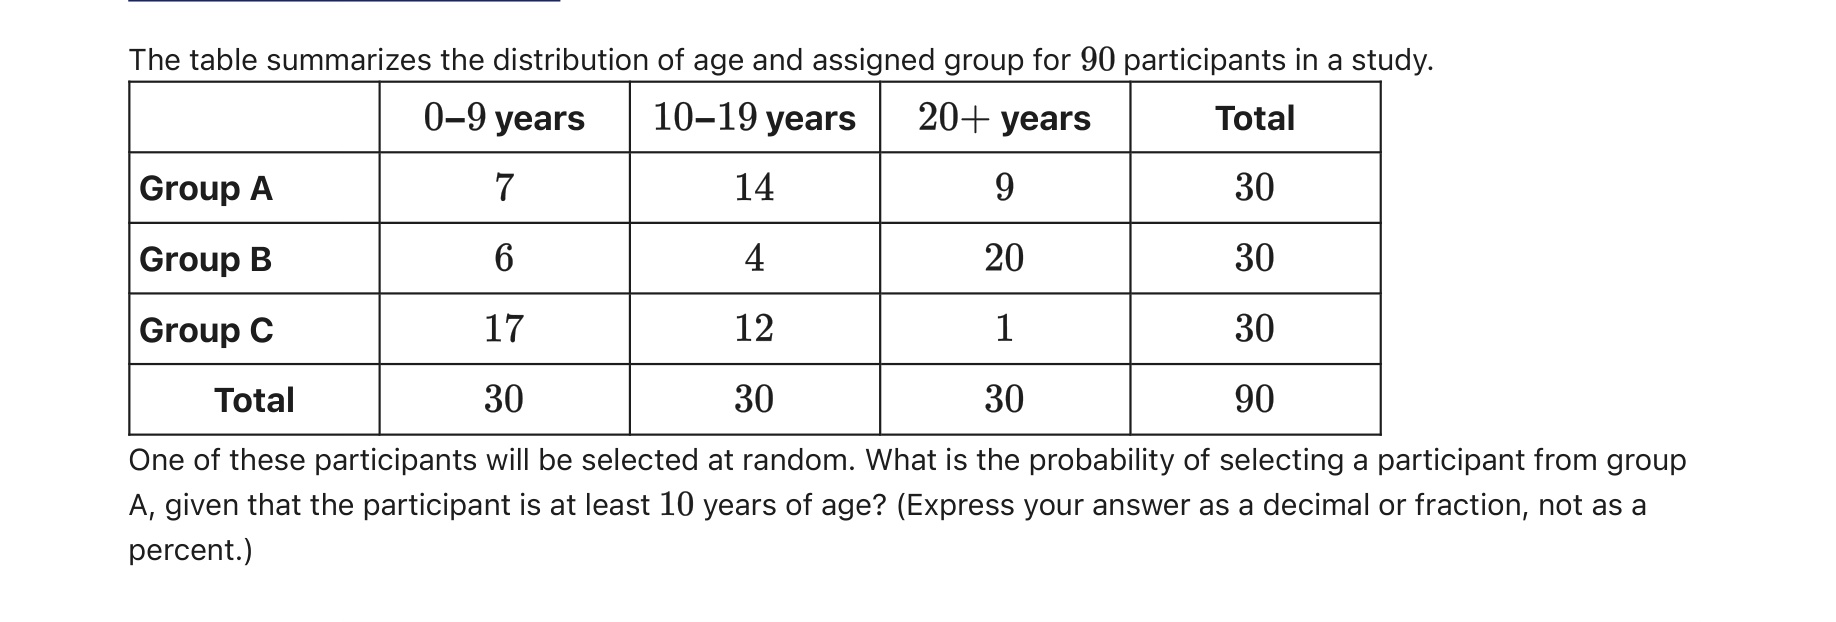 The table summarizes the distribution of age and assigned group for 90 participants in a study.
0–9 years 10–19 years 20+ years Total
Group A 7 14 9 30
Group B 6 4 20 30
Group C 17 12 1 30
Total 30 30 30 90
One of these participants will be selected at random. What is the probability of selecting a participant from group
A, given that the participant is at least 10 years of age? (Express your answer as a decimal or fraction, not as a
percent.)